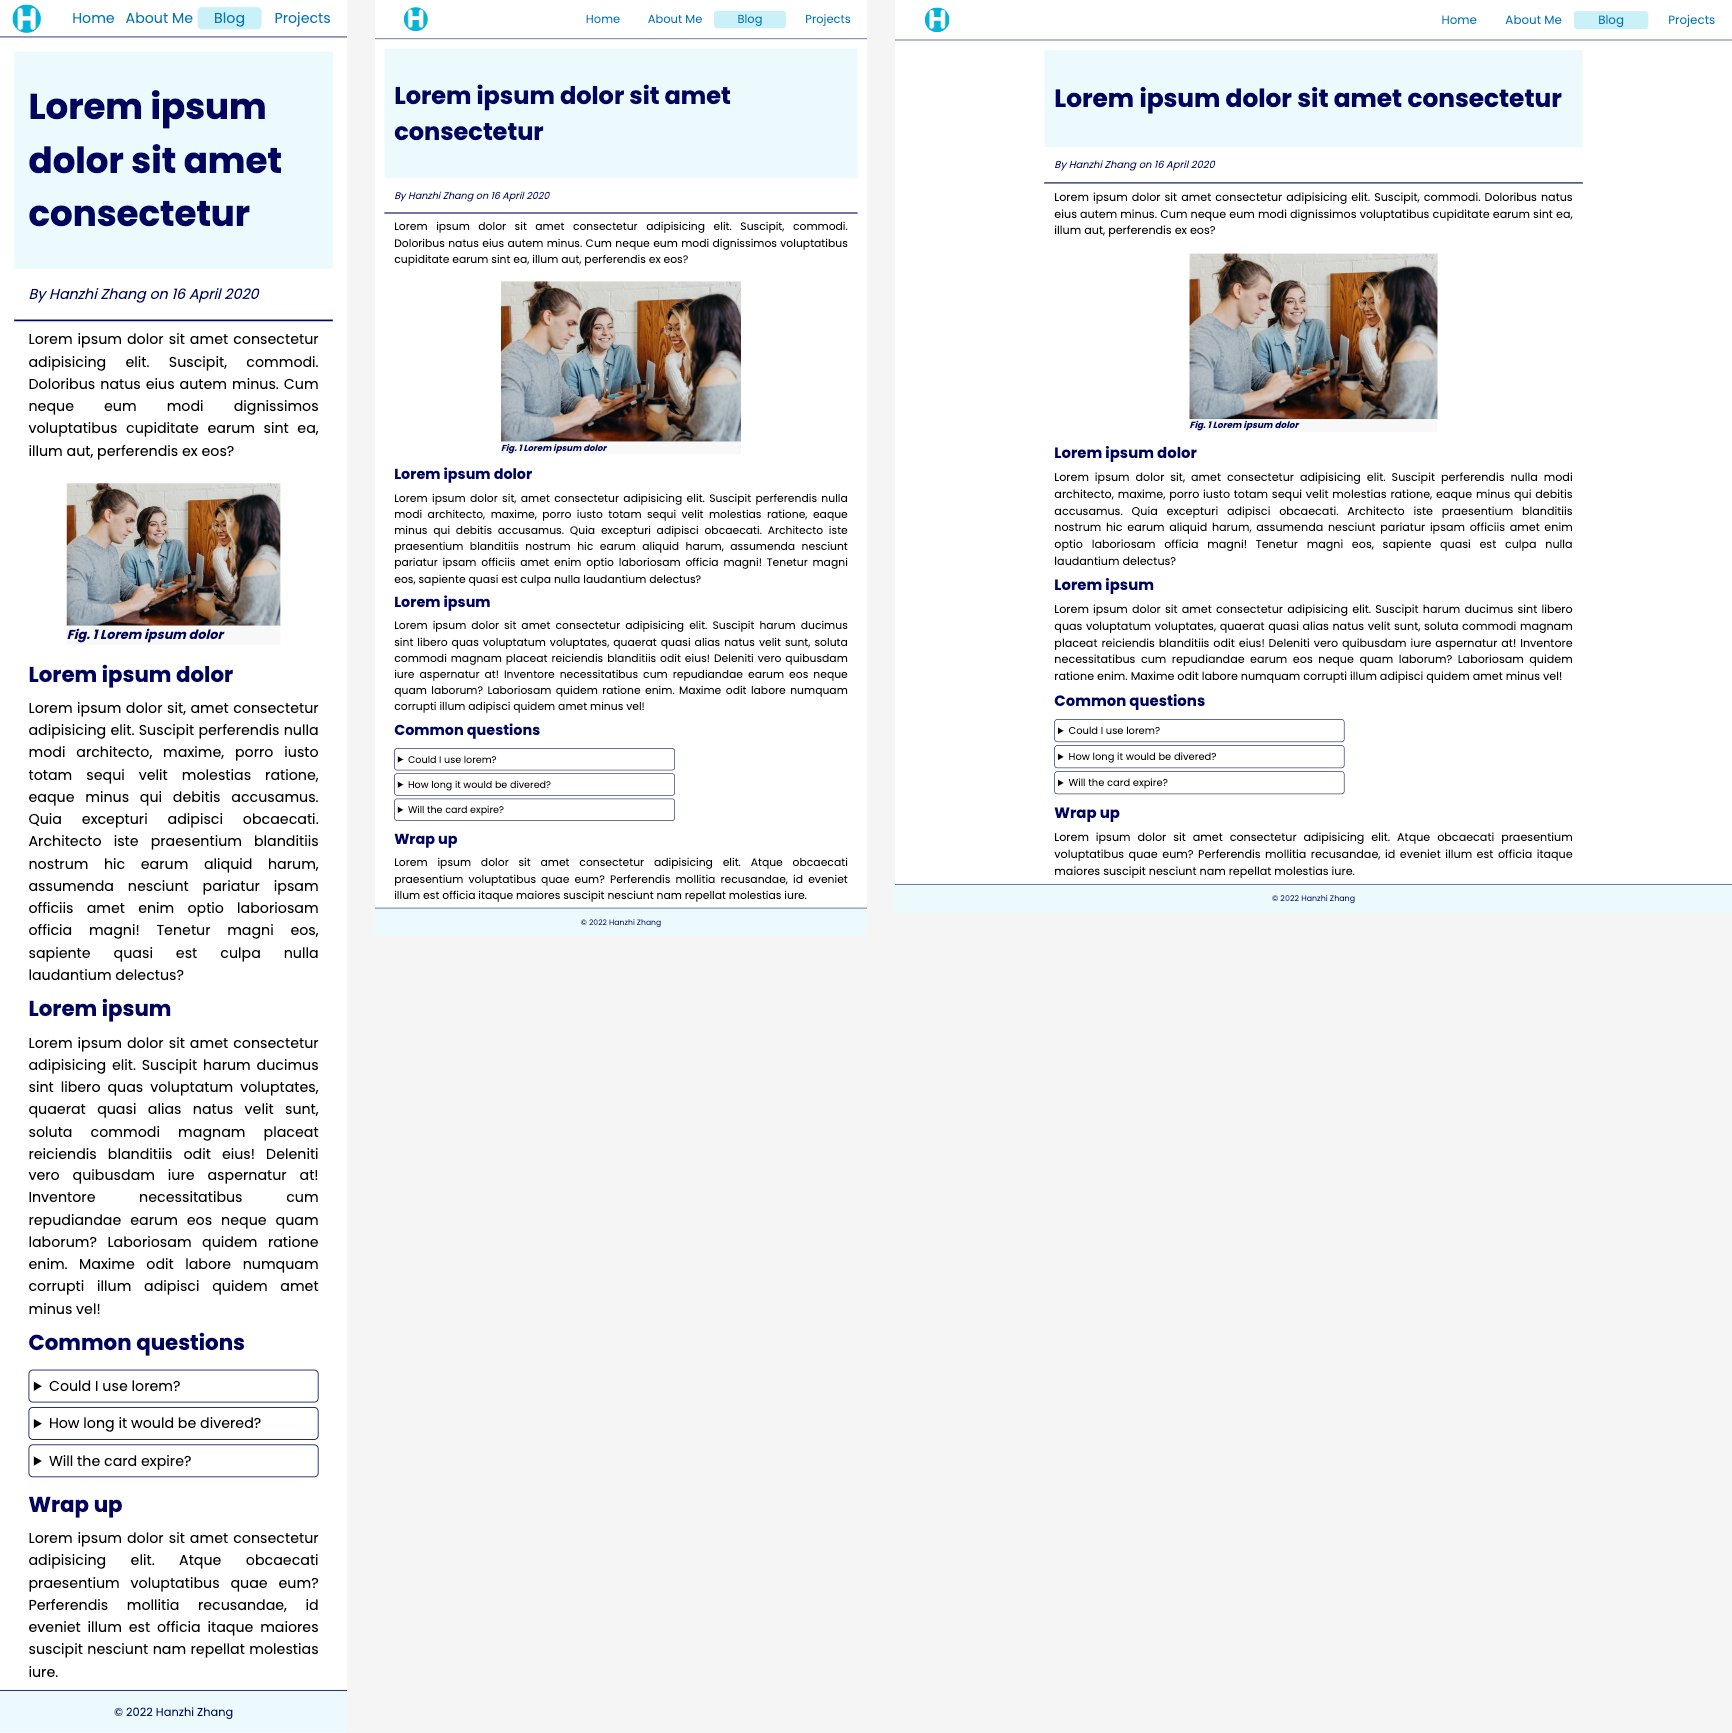 H
Home About Me Blog Projects
Lorem ipsum
dolor sit amet
consectetur
By Hanzhi Zhang on 16 April 2020
Lorem ipsum dolor sit amet consectetur
adipisicing elit. Suscipit, commodi.
Doloribus natus eius autem minus. Cum
neque eum modi dignissimos
voluptatibus cupiditate earum sint ea,
illum aut, perferendis ex eos?
Fig. 1 Lorem ipsum dolor
Lorem ipsum dolor
Lorem ipsum dolor sit, amet consectetur
adipisicing elit. Suscipit perferendis nulla
modi architecto, maxime, porro iusto
totam sequi velit molestias ratione,
eaque minus qui debitis accusamus.
Quia excepturi adipisci obcaecati.
Architecto iste praesentium blanditiis
nostrum hic earum aliquid harum,
assumenda nesciunt pariatur ipsam
officiis amet enim optio laboriosam
officia magni! Tenetur magni eos,
sapiente quasi est culpa nulla
laudantium delectus?
Lorem ipsum
Lorem ipsum dolor sit amet consectetur
adipisicing elit. Suscipit harum ducimus
sint libero quas voluptatum voluptates,
quaerat quasi alias natus velit sunt,
soluta commodi magnam placeat
reiciendis blanditiis odit eius! Deleniti
vero quibusdam iure aspernatur at!
Inventore necessitatibus cum
repudiandae earum eos neque quam
laborum? Laboriosam quidem ratione
enim. Maxime odit labore numquam
corrupti illum adipisci quidem amet
minus vel!
Common questions
Could I use lorem?
How long it would be divered?
Will the card expire?
Wrap up
Lorem ipsum dolor sit amet consectetur
adipisicing elit. Atque obcaecati
praesentium voluptatibus quae eum?
Perferendis mollitia recusandae, id
eveniet illum est officia itaque maiores
suscipit nesciunt nam repellat molestias
iure.
© 2022 Hanzhi Zhang
H
Home About Me Blog Projects
Lorem ipsum dolor sit amet
consectetur
By Hanzhi Zhang on 16 April 2020
Lorem ipsum dolor sit amet consectetur adipisicing elit. Suscipit, commodi.
Doloribus natus eius autem minus. Cum neque eum modi dignissimos voluptatibus
cupiditate earum sint ea, illum aut, perferendis ex eos?
Fig. 1 Lorem ipsum dolor
Lorem ipsum dolor
Lorem ipsum dolor sit, amet consectetur adipisicing elit. Suscipit perferendis nulla
modi architecto, maxime, porro iusto totam sequi velit molestias ratione, eaque
minus qui debitis accusamus. Quia excepturi adipisci obcaecati. Architecto iste
praesentium blanditiis nostrum hic earum aliquid harum, assumenda nesciunt
pariatur ipsam officiis amet enim optio laboriosam officia magni! Tenetur magni
eos, sapiente quasi est culpa nulla laudantium delectus?
Lorem ipsum
Lorem ipsum dolor sit amet consectetur adipisicing elit. Suscipit harum ducimus
sint libero quas voluptatum voluptates, quaerat quasi alias natus velit sunt, soluta
commodi magnam placeat reiciendis blanditiis odit eius! Deleniti vero quibusdam
iure aspernatur at! Inventore necessitatibus cum repudiandae earum eos neque
quam laborum? Laboriosam quidem ratione enim. Maxime odit labore numquam
corrupti illum adipisci quidem amet minus vel!
Common questions
Could I use lorem?
How long it would be divered?
Will the card expire?
Wrap up
Lorem ipsum dolor sit amet consectetur adipisicing elit. Atque obcaecati
praesentium voluptatibus quae eum? Perferendis mollitia recusandae, id eveniet
illum est officia itaque maiores suscipit nesciunt nam repellat molestias iure.
© 2022 Hanzhi Zhang
H
Home About Me Blog Projects
Lorem ipsum dolor sit amet consectetur
By Hanzhi Zhang on 16 April 2020
Lorem ipsum dolor sit amet consectetur adipisicing elit. Suscipit, commodi. Doloribus natus
eius autem minus. Cum neque eum modi dignissimos voluptatibus cupiditate earum sint ea,
illum aut, perferendis ex eos?
Fig. 1 Lorem ipsum dolor
Lorem ipsum dolor
Lorem ipsum dolor sit, amet consectetur adipisicing elit. Suscipit perferendis nulla modi
architecto, maxime, porro iusto totam sequi velit molestias ratione, eaque minus qui debitis
accusamus. Quia excepturi adipisci obcaecati. Architecto iste praesentium blanditiis
nostrum hic earum aliquid harum, assumenda nesciunt pariatur ipsam officiis amet enim
optio laboriosam officia magni! Tenetur magni eos, sapiente quasi est culpa nulla
laudantium delectus?
Lorem ipsum
Lorem ipsum dolor sit amet consectetur adipisicing elit. Suscipit harum ducimus sint libero
quas voluptatum voluptates, quaerat quasi alias natus velit sunt, soluta commodi magnam
placeat reiciendis blanditiis odit eius! Deleniti vero quibusdam iure aspernatur at! Inventore
necessitatibus cum repudiandae earum eos neque quam laborum? Laboriosam quidem
ratione enim. Maxime odit labore numquam corrupti illum adipisci quidem amet minus vel!
Common questions
Could I use lorem?
How long it would be divered?
Will the card expire?
Wrap up
Lorem ipsum dolor sit amet consectetur adipisicing elit. Atque obcaecati praesentium
voluptatibus quae eum? Perferendis mollitia recusandae, id eveniet illum est officia itaque
maiores suscipit nesciunt nam repellat molestias iure.
© 2022 Hanzhi Zhang